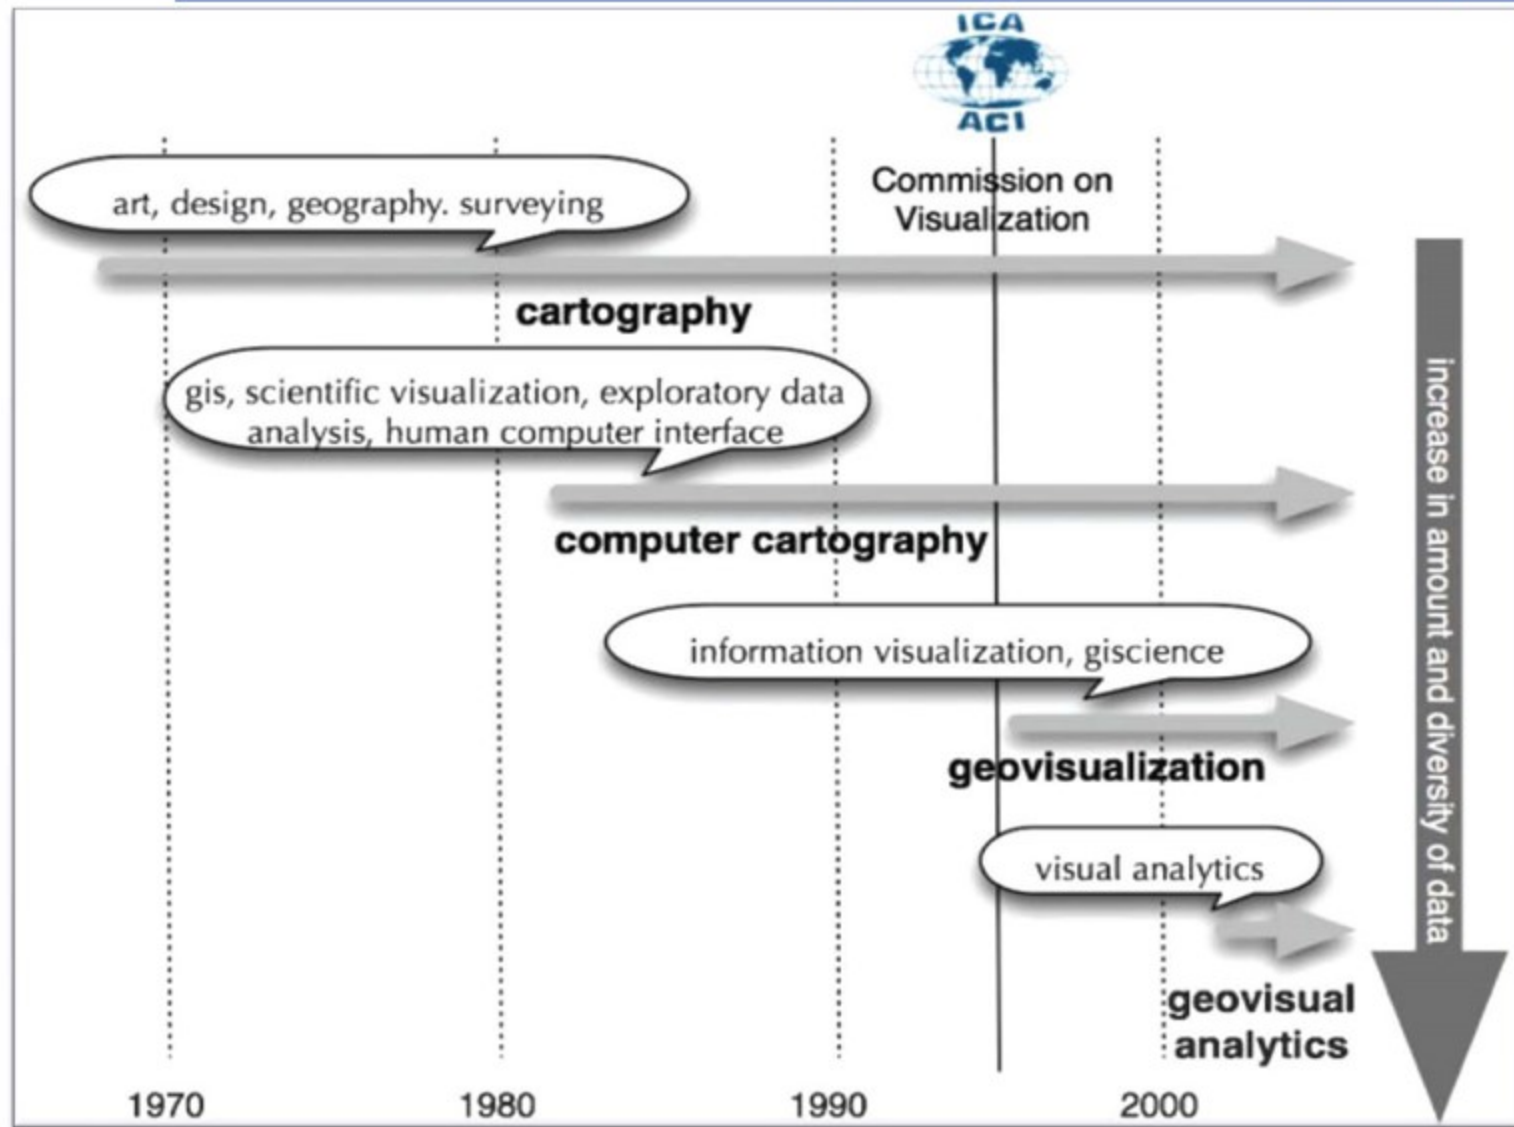 ICA
ACI
Commission on
Visualization
art, design, geography. surveying
cartography
gis, scientific visualization, exploratory data
analysis, human computer interface
computer cartography
information visualization, giscience
geovisualization
visual analytics
geovisual
analytics
increase in amount and diversity of data
1970 1980 1990 2000